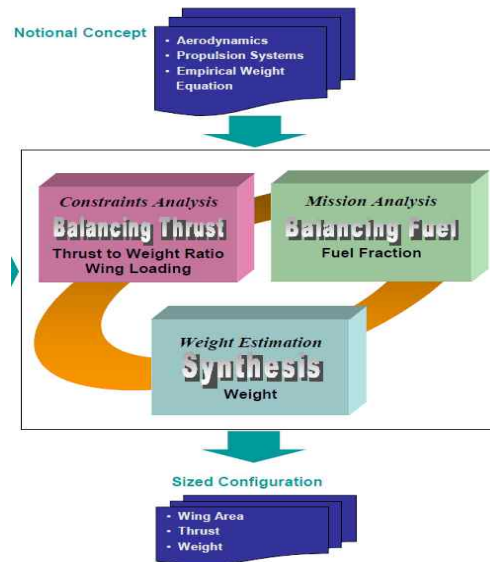 Notional Concept
• Aerodynamics
• Propulsion Systems
• Empirical Weight
Equation
Constraints Analysis
Balancing Thrust
Thrust to Weight Ratio
Wing Loading
Mission Analysis
Balancing Fuel
Fuel Fraction
Weight Estimation
Synthesis
Weight
Sized Configuration
• Wing Area
• Thrust
• Weight